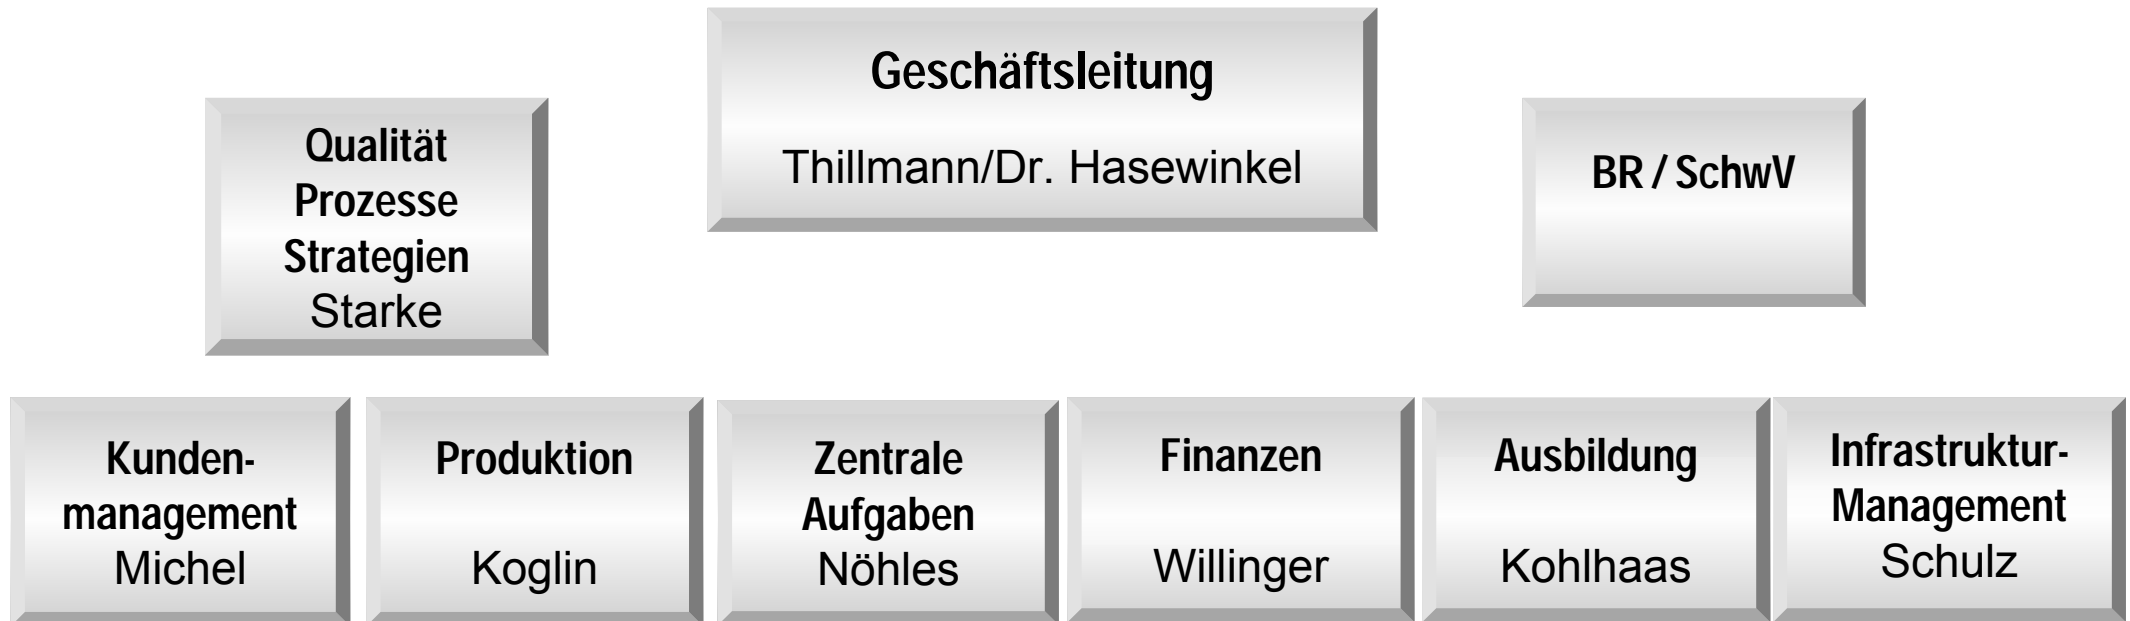 Geschäftsleitung
Thillmann/Dr. Hasewinkel
Qualität
Prozesse
Strategien
Starke
BR / SchwV
Kunden-
management
Michel
Produktion
Koglin
Zentrale
Aufgaben
Nöhles
Finanzen
Willinger
Ausbildung
Kohlhaas
Infrastruktur-
Management
Schulz